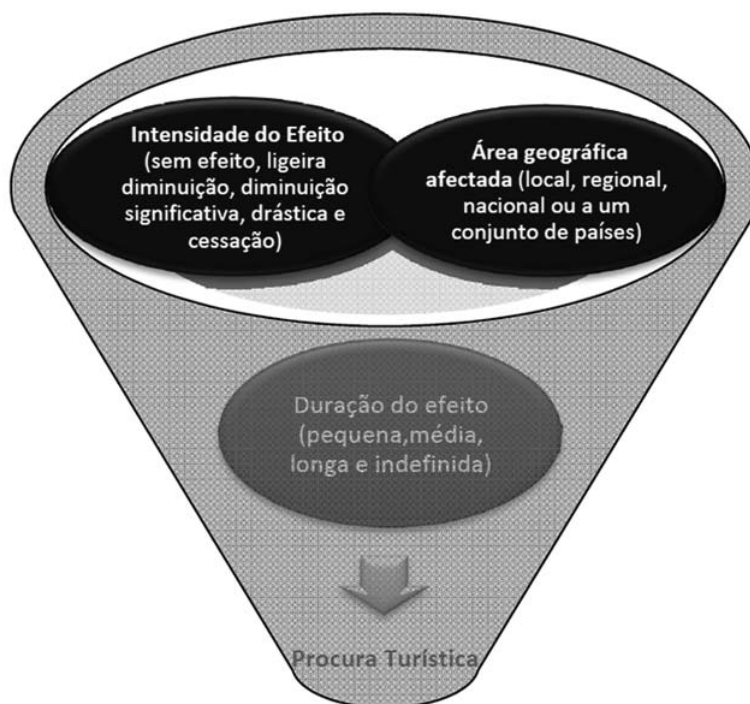 Intensidade do Efeito
(sem efeito, ligeira
diminuição, diminuição
significativa, drástica e
cessação)
Área geográfica
afectada (local, regional,
nacional ou a um
conjunto de países)
Duração do efeito
(pequena,média,
longa e indefinida)
Procura Turística